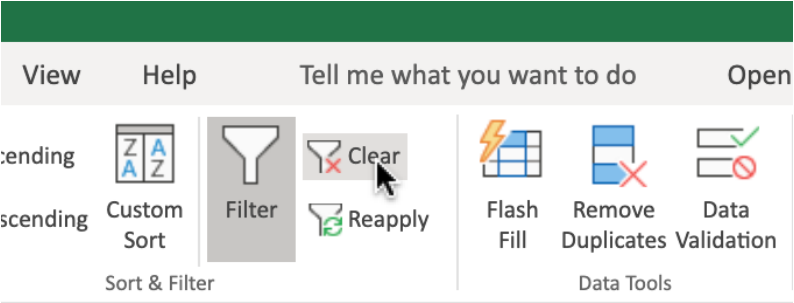 View Help Tell me what you want to do Open
cending
Z A
A Z
Clear
scending
Custom
Sort
Filter
Reapply
Sort & Filter
Flash
Fill
Remove
Duplicates
Data
Validation
Data Tools